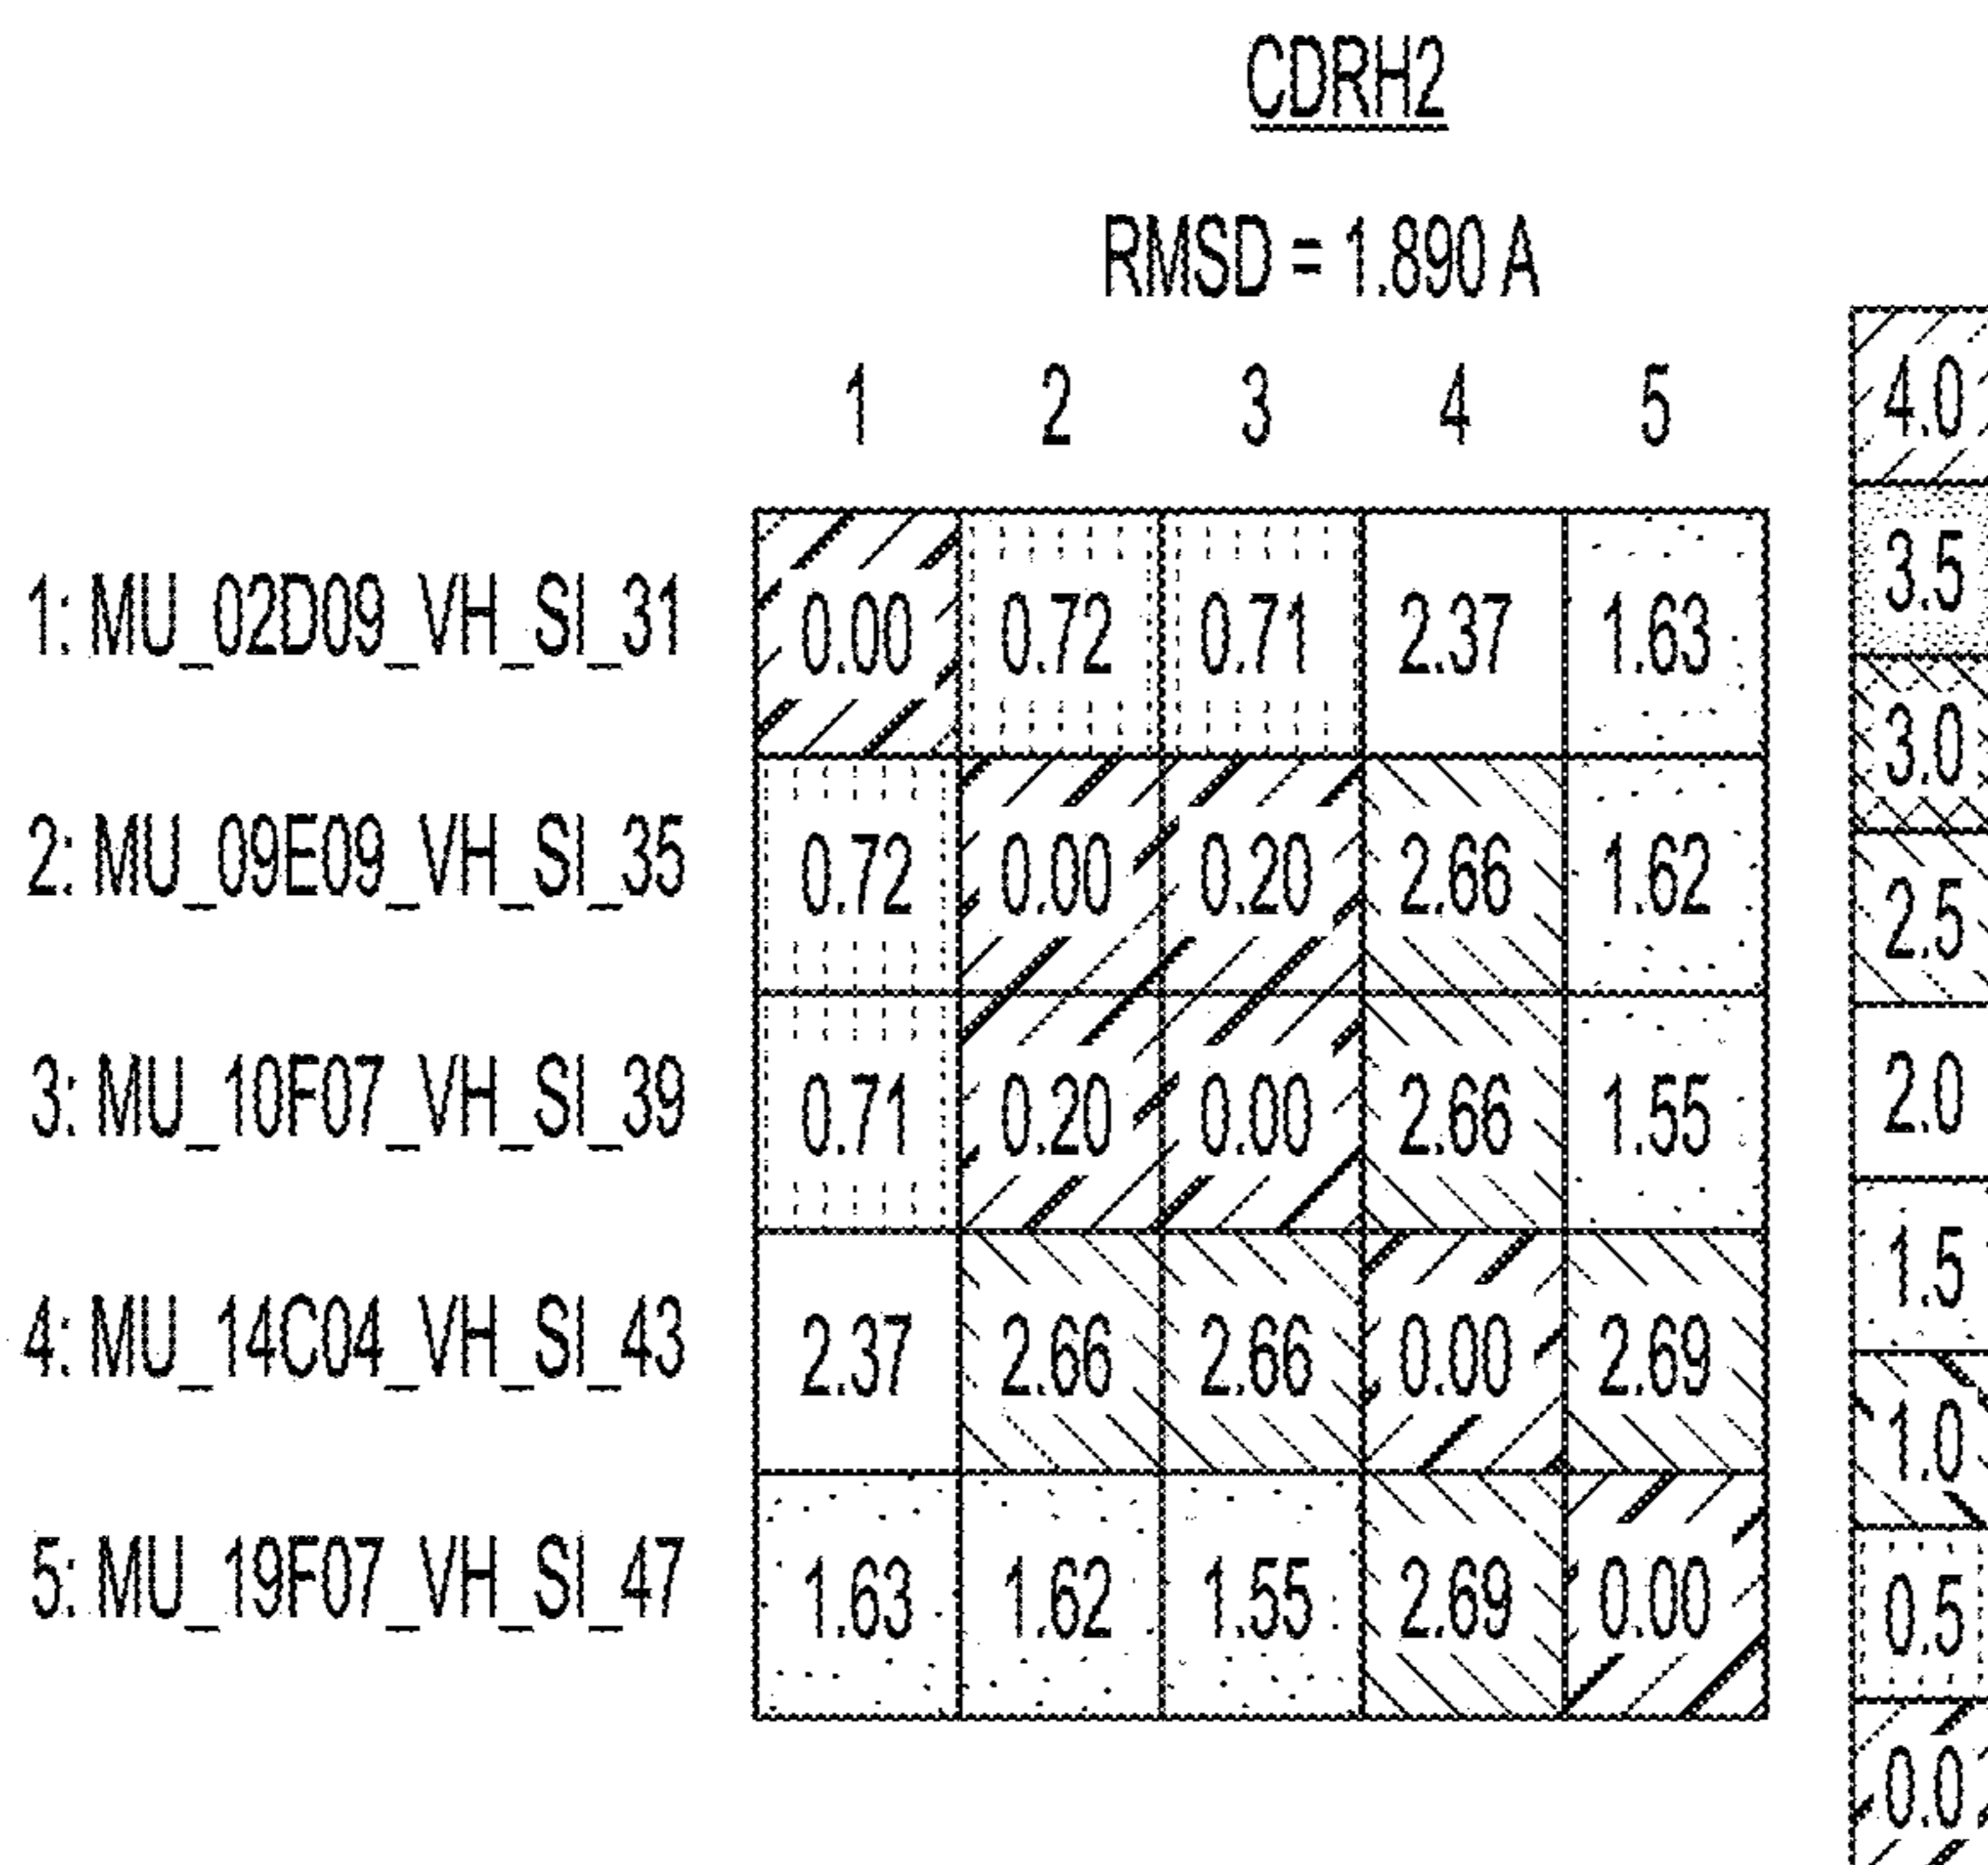 CDRH2
RMSD = 1.890 A
1 2 3 4 5
1: MU_02D09_VH_SI_31 0.00 0.72 0.71 2.37 1.63
2: MU_09E09_VH_SI_35 0.72 0.00 0.20 2.66 1.62
3: MU_10F07_VH_SI_39 0.71 0.20 0.00 2.66 1.55
4: MU_14C04_VH_SI_43 2.37 2.66 2.66 0.00 2.69
5: MU_19F07_VH_SI_47 1.63 1.62 1.55 2.69 0.00
4.0
3.5
3.0
2.5
2.0
1.5
1.0
0.5
0.0